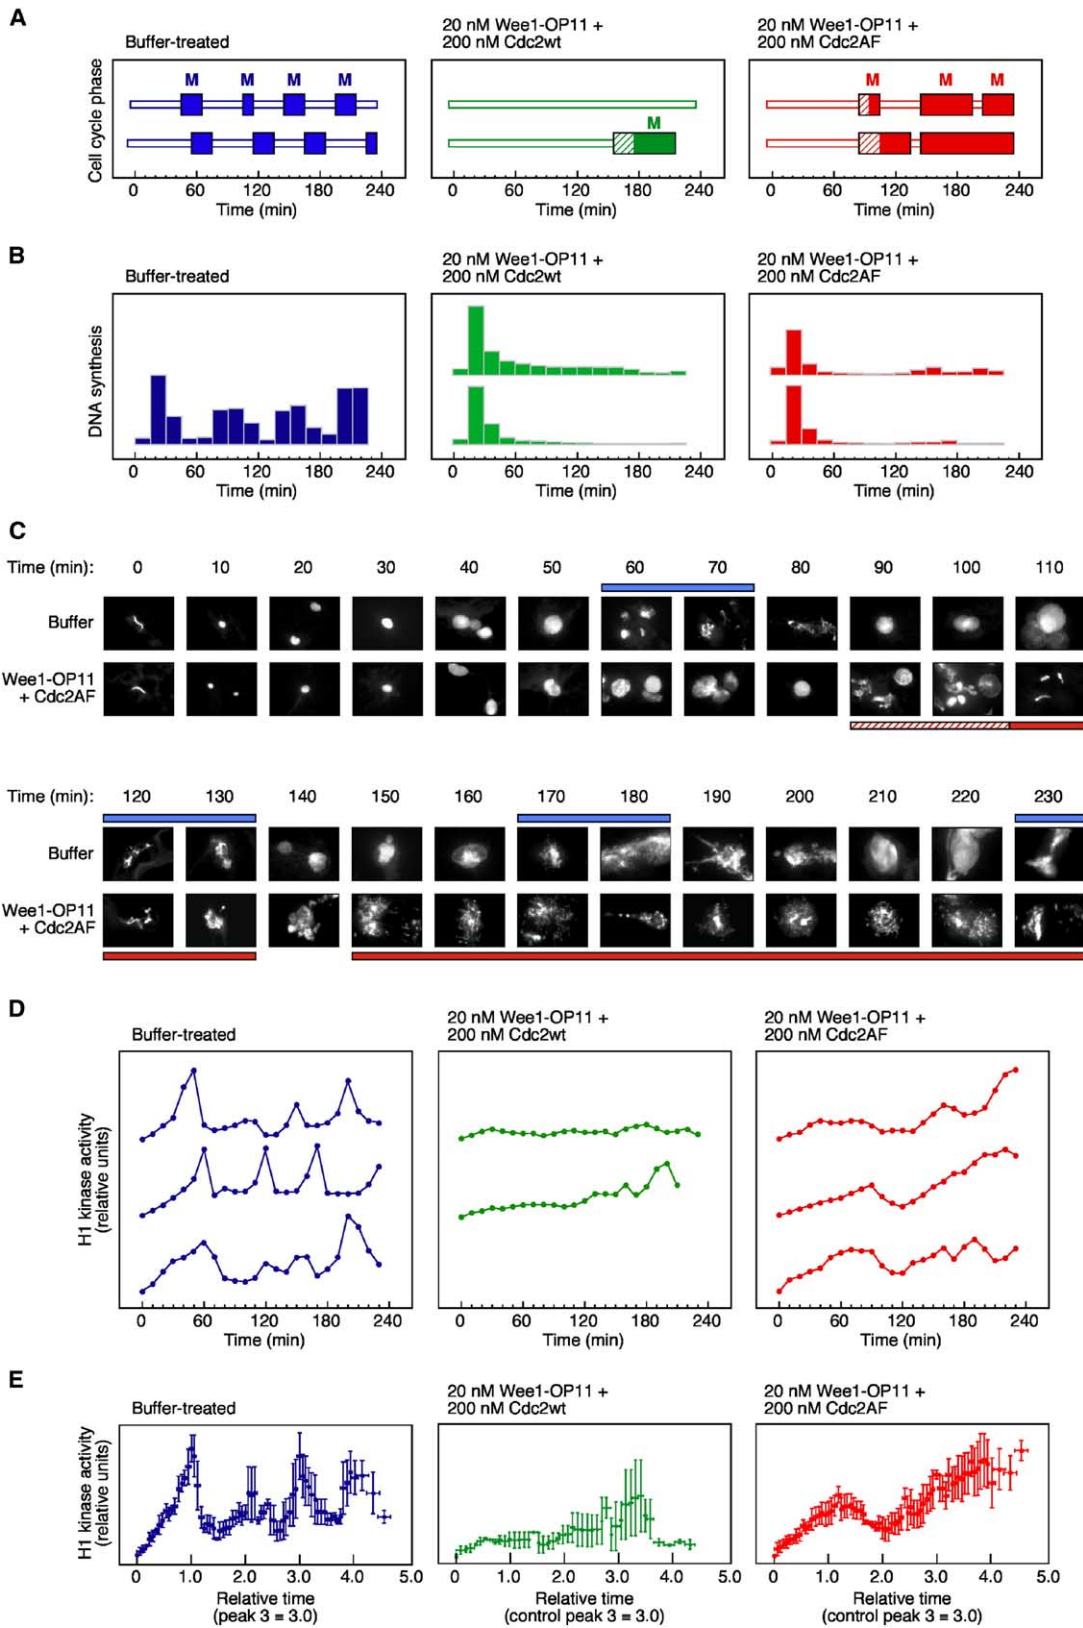 A
Buffer-treated
20 nM Wee1-OP11 +
200 nM Cdc2wt
20 nM Wee1-OP11 +
200 nM Cdc2AF
Cell cycle phase
M M M M
M
M M M
0 60 120 180 240
Time (min)
0 60 120 180 240
Time (min)
0 60 120 180 240
Time (min)
B
Buffer-treated
20 nM Wee1-OP11 +
200 nM Cdc2wt
20 nM Wee1-OP11 +
200 nM Cdc2AF
DNA synthesis
0 60 120 180 240
Time (min)
0 60 120 180 240
Time (min)
0 60 120 180 240
Time (min)
C
Time (min): 0 10 20 30 40 50 60 70 80 90 100 110
Buffer
Wee1-OP11
+ Cdc2AF
Time (min): 120 130 140 150 160 170 180 190 200 210 220 230
Buffer
Wee1-OP11
+ Cdc2AF
D
Buffer-treated
20 nM Wee1-OP11 +
200 nM Cdc2wt
20 nM Wee1-OP11 +
200 nM Cdc2AF
H1 kinase activity
(relative units)
0 60 120 180 240
Time (min)
0 60 120 180 240
Time (min)
0 60 120 180 240
Time (min)
E
Buffer-treated
20 nM Wee1-OP11 +
200 nM Cdc2wt
20 nM Wee1-OP11 +
200 nM Cdc2AF
H1 kinase activity
(relative units)
0 1.0 2.0 3.0 4.0 5.0
Relative time
(peak 3 ≡ 3.0)
0 1.0 2.0 3.0 4.0 5.0
Relative time
(control peak 3 ≡ 3.0)
0 1.0 2.0 3.0 4.0 5.0
Relative time
(control peak 3 ≡ 3.0)